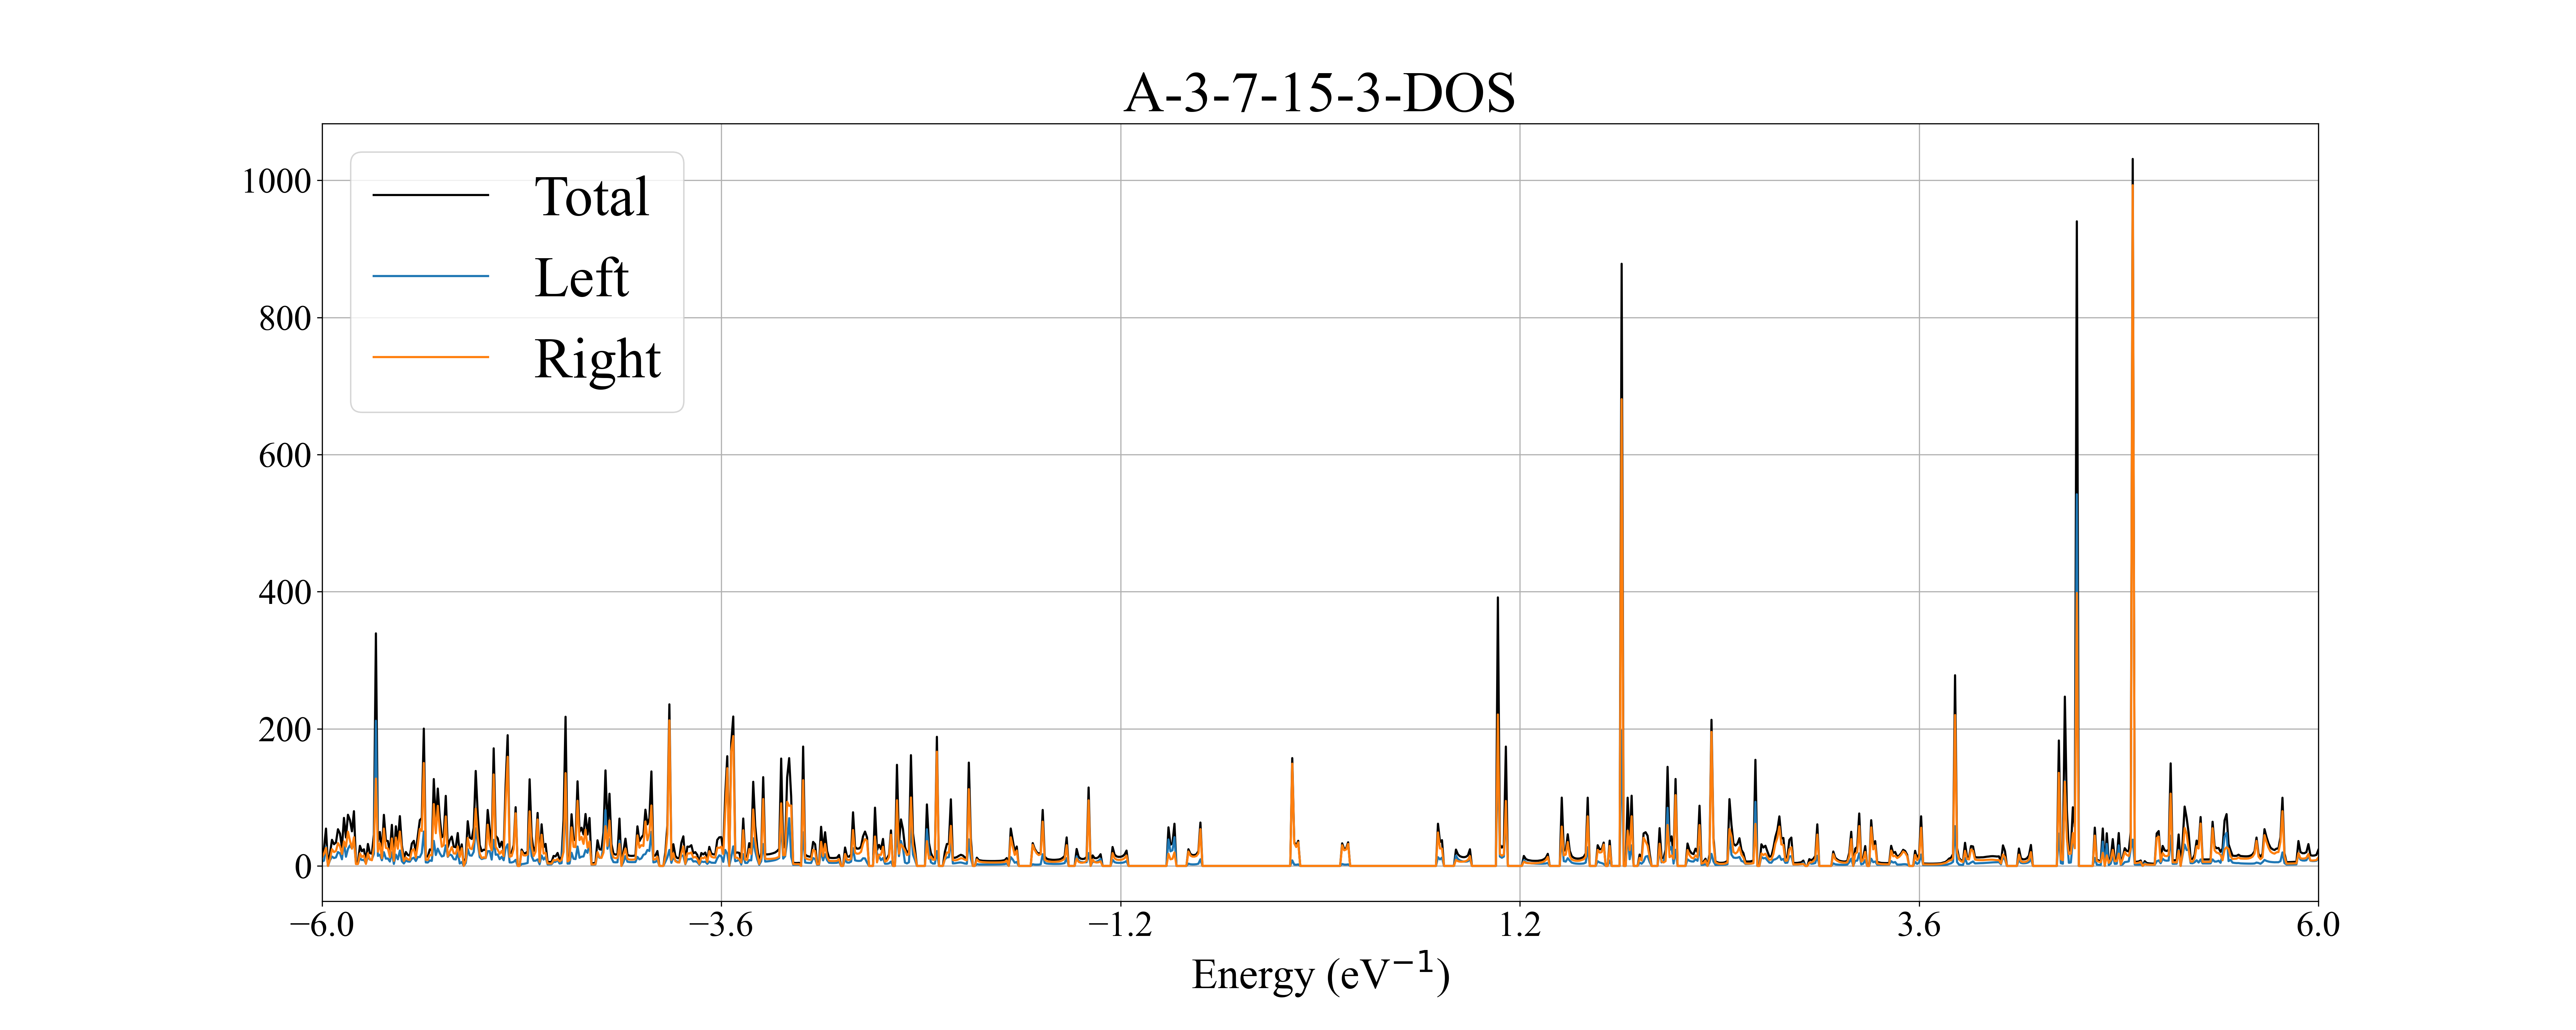 A-3-7-15-3-DOS
Total
Left
Right
1000
800
600
400
200
0
−6.0 −3.6 −1.2 1.2 3.6 6.0
Energy (eV⁻¹)